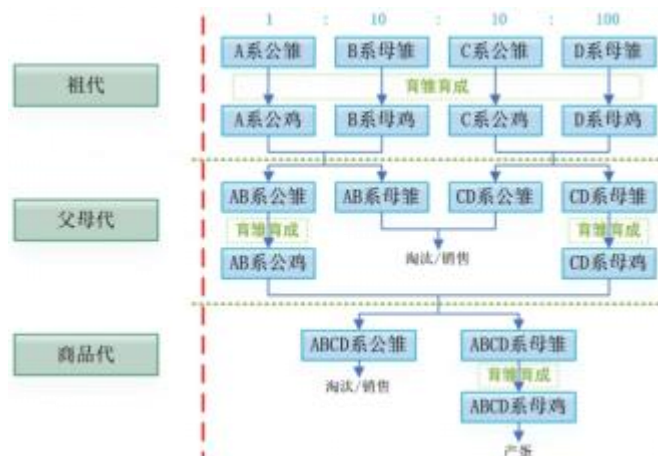 1 : 10 : 10 : 100
A系公雏 B系母雏 C系公雏 D系母雏
祖代
育雏育成
A系公鸡 B系母鸡 C系公鸡 D系母鸡
AB系公雏 AB系母雏 CD系公雏 CD系母雏
父母代
育雏育成 育雏育成
淘汰/销售
AB系公鸡 CD系母鸡
商品代
ABCD系公雏 ABCD系母雏
育雏育成
淘汰/销售
ABCD系母鸡
产蛋